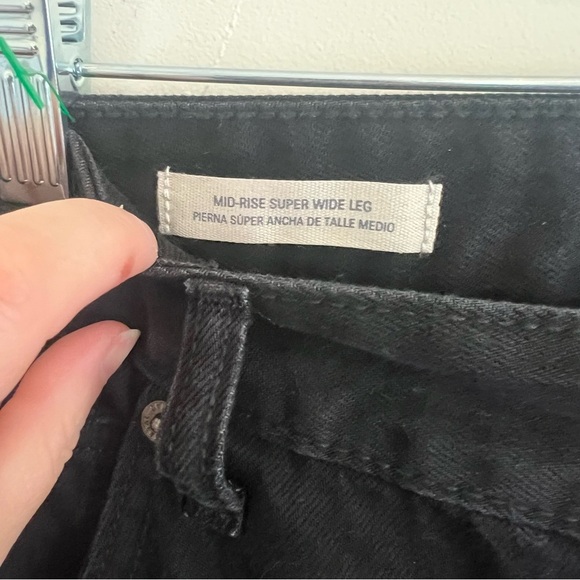 MID-RISE SUPER WIDE LEG
PIERNA SÚPER ANCHA DE TALLE MEDIO